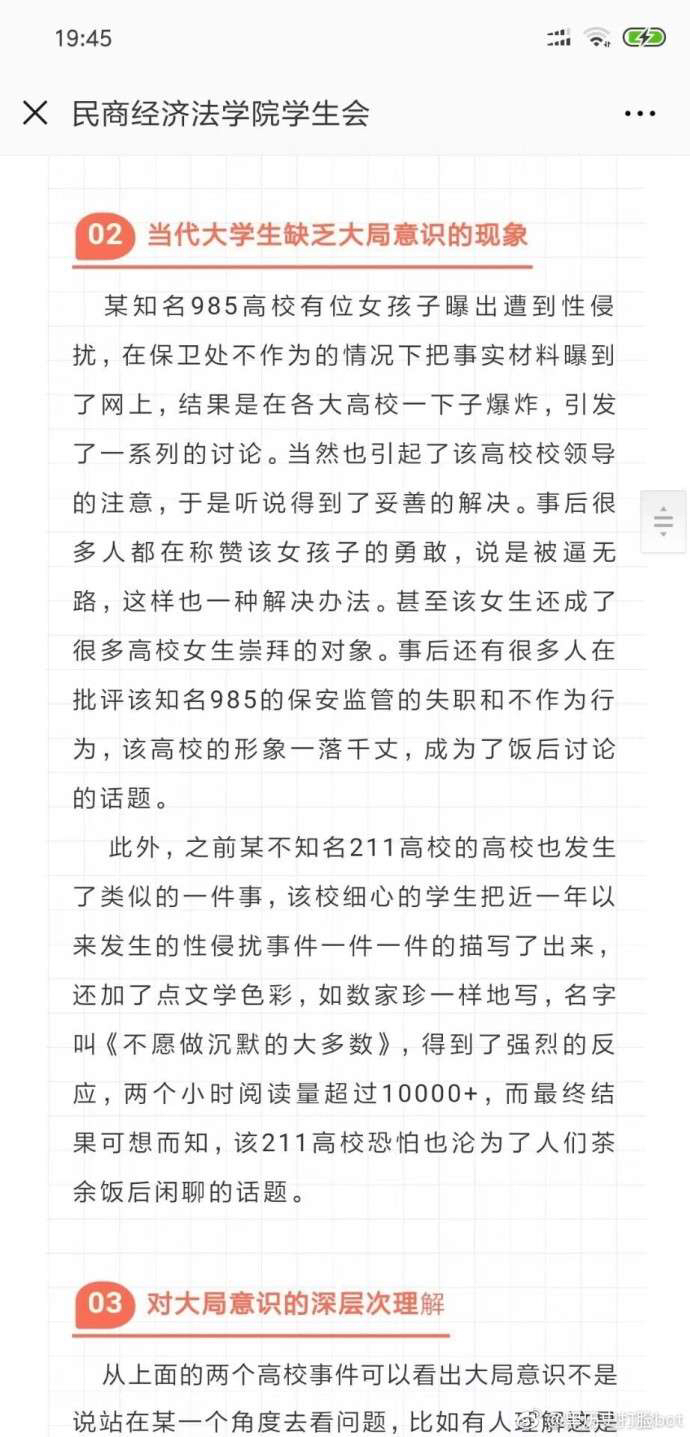 19:45
民商经济法学院学生会
02 当代大学生缺乏大局意识的现象
某知名985高校有位女孩子曝出遭到性侵
扰，在保卫处不作为的情况下把事实材料曝到
了网上，结果是在各大高校一下子爆炸，引发
了一系列的讨论。当然也引起了该高校校领导
的注意，于是听说得到了妥善的解决。事后很
多人都在称赞该女孩子的勇敢，说是被逼无
路，这样也一种解决办法。甚至该女生还成了
很多高校女生崇拜的对象。事后还有很多人在
批评该知名985的保安监管的失职和不作为行
为，该高校的形象一落千丈，成为了饭后讨论
的话题。
此外，之前某不知名211高校的高校也发生
了类似的一件事，该校细心的学生把近一年以
来发生的性侵扰事件一件一件的描写了出来，
还加了点文学色彩，如数家珍一样地写，名字
叫《不愿做沉默的大多数》，得到了强烈的反
应，两个小时阅读量超过10000+，而最终结
果可想而知，该211高校恐怕也沦为了人们茶
余饭后闲聊的话题。
03 对大局意识的深层次理解
从上面的两个高校事件可以看出大局意识不是
说站在某一个角度去看问题，比如有人理解这是